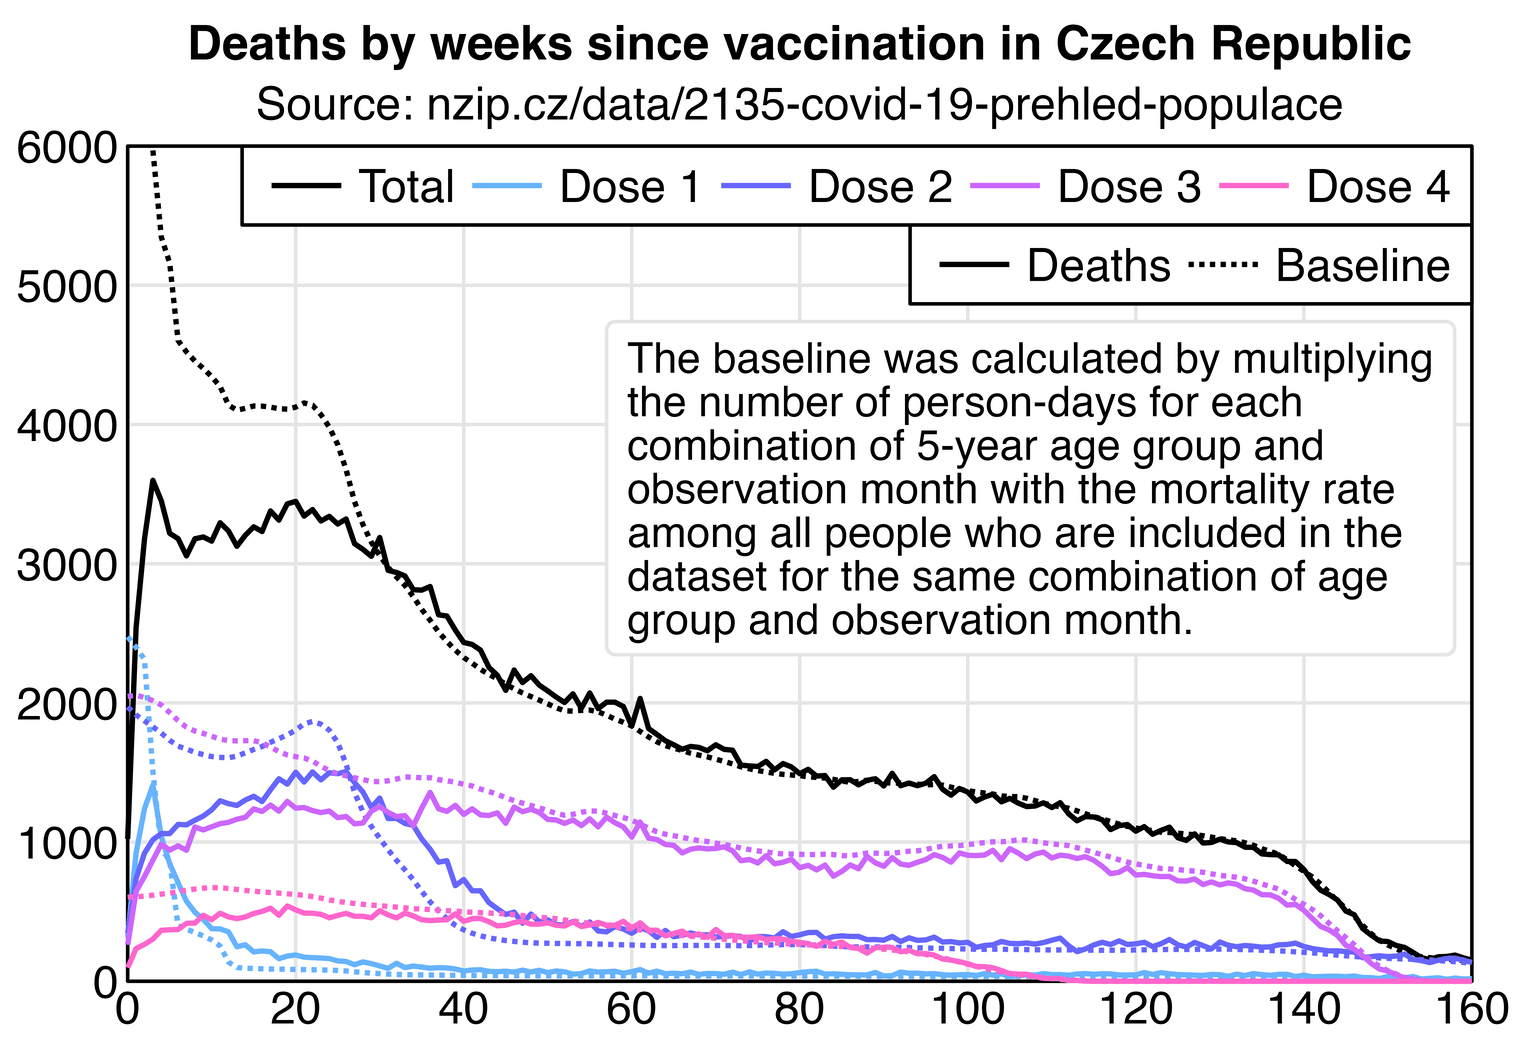 Deaths by weeks since vaccination in Czech Republic
Source: nzip.cz/data/2135-covid-19-prehled-populace
6000
Total Dose 1 Dose 2 Dose 3 Dose 4
Deaths Baseline
5000
The baseline was calculated by multiplying
the number of person-days for each
4000
combination of 5-year age group and
observation month with the mortality rate
among all people who are included in the
3000
dataset for the same combination of age
group and observation month.
2000
1000
0
0 20 40 60 80 100 120 140 160